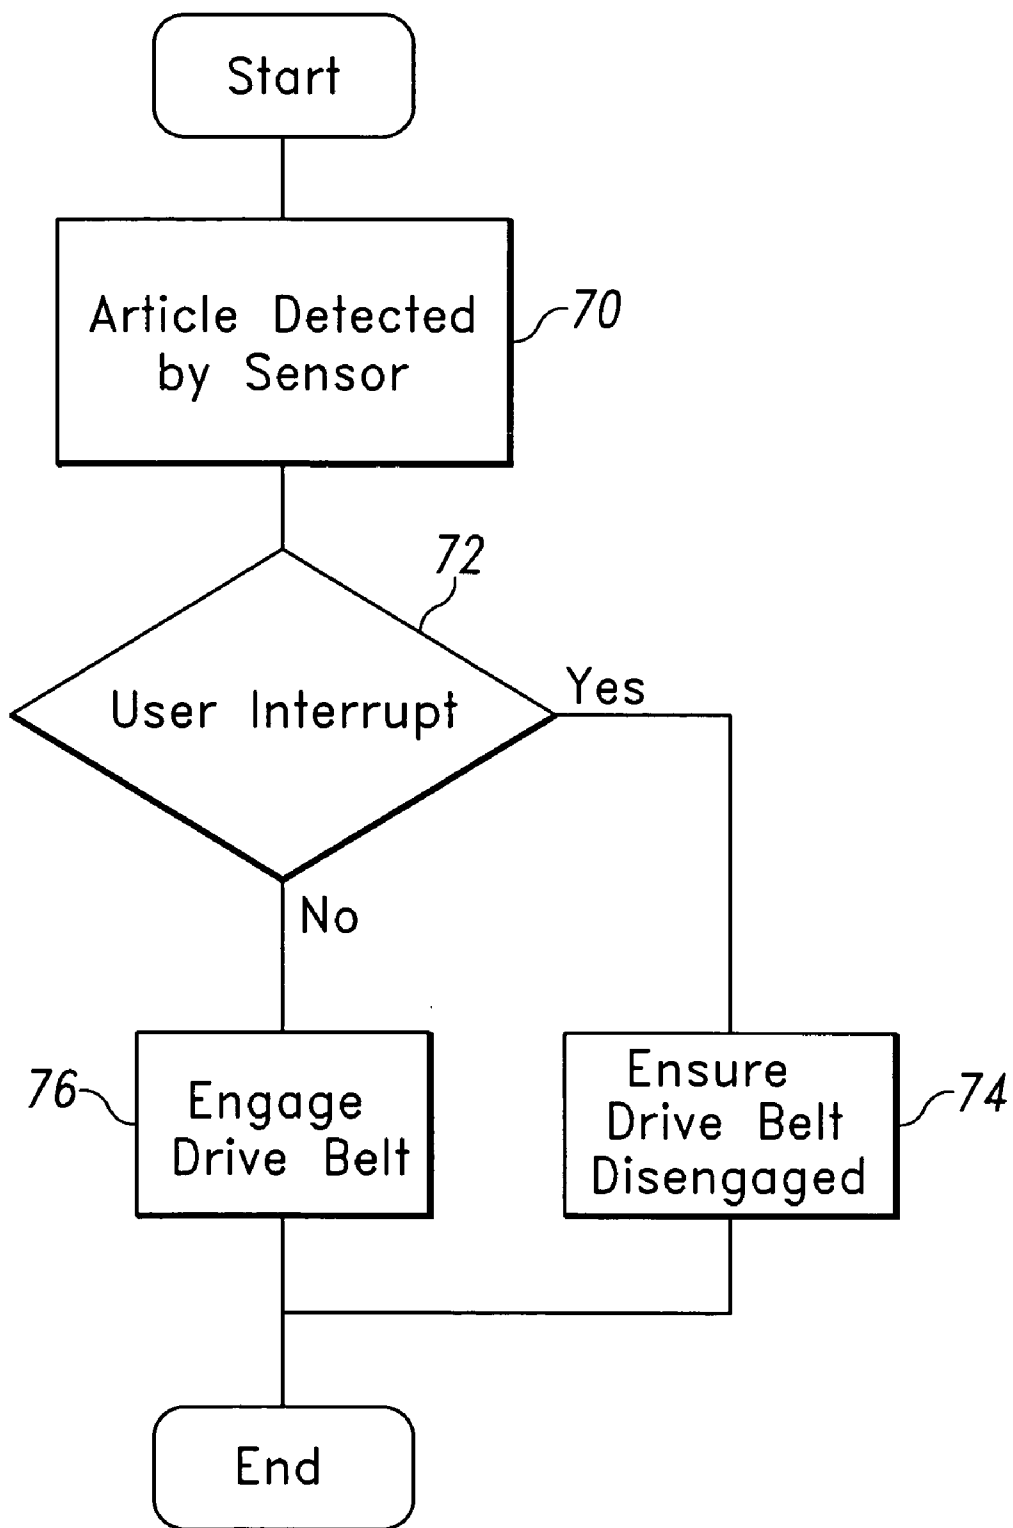 Start
Article Detected
by Sensor
70
72
User Interrupt
Yes
No
76
Engage
Drive Belt
Ensure
Drive Belt
Disengaged
74
End